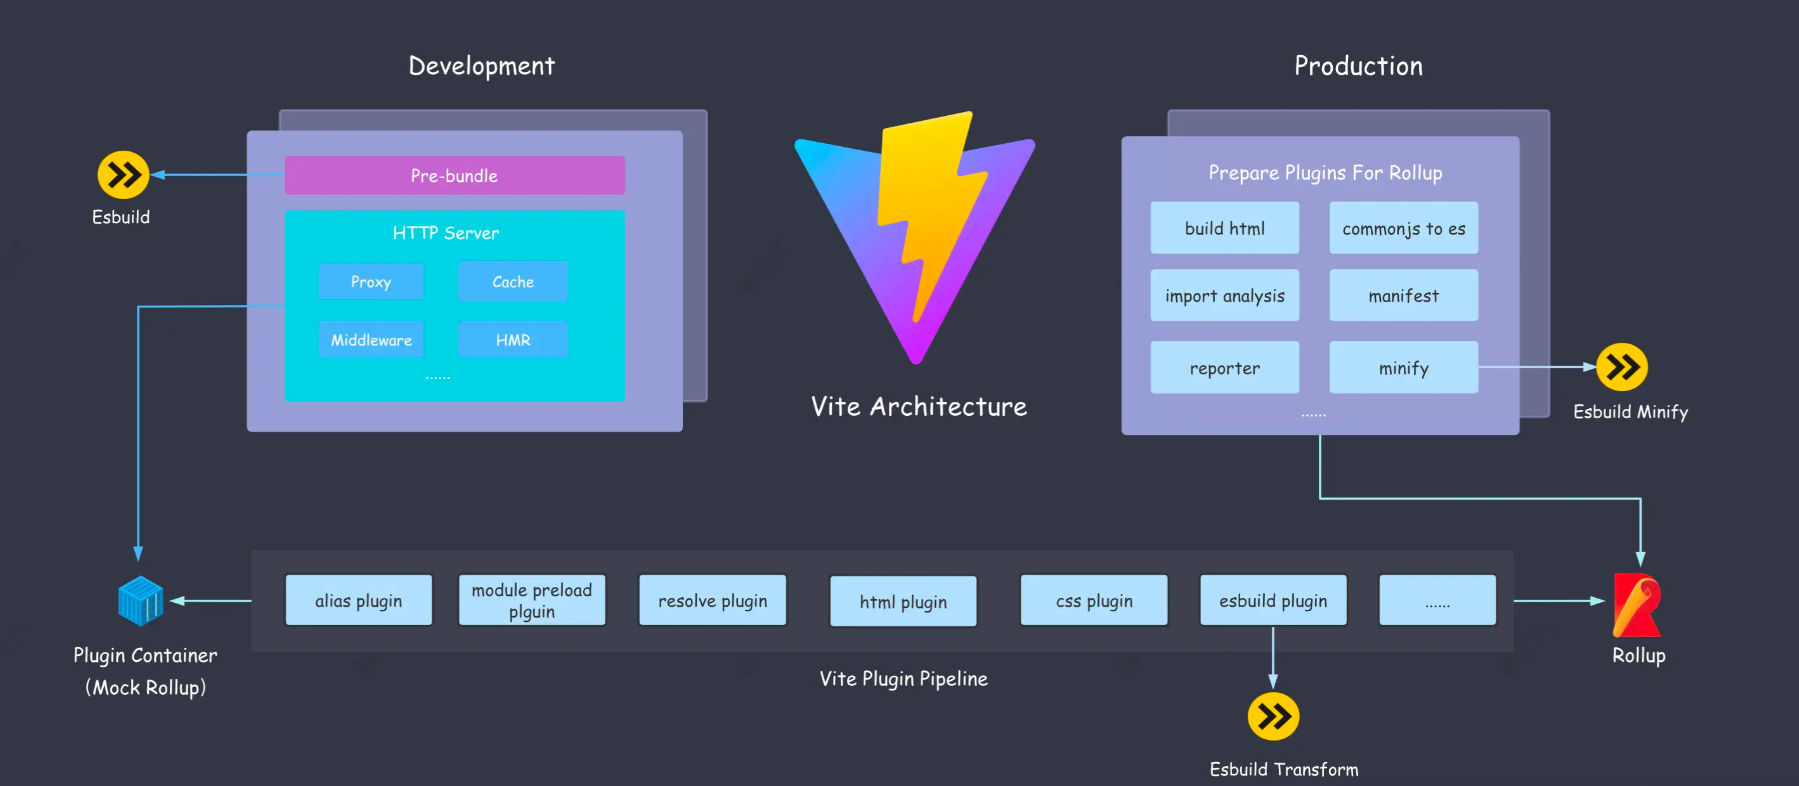 Development
Production
Pre-bundle
Esbuild
HTTP Server
Proxy
Cache
Middleware
HMR
......
Vite Architecture
Prepare Plugins For Rollup
build html
commonjs to es
import analysis
manifest
reporter
minify
......
Esbuild Minify
alias plugin
module preload
plguin
resolve plugin
html plugin
css plugin
esbuild plugin
......
Plugin Container
(Mock Rollup)
Vite Plugin Pipeline
Rollup
Esbuild Transform